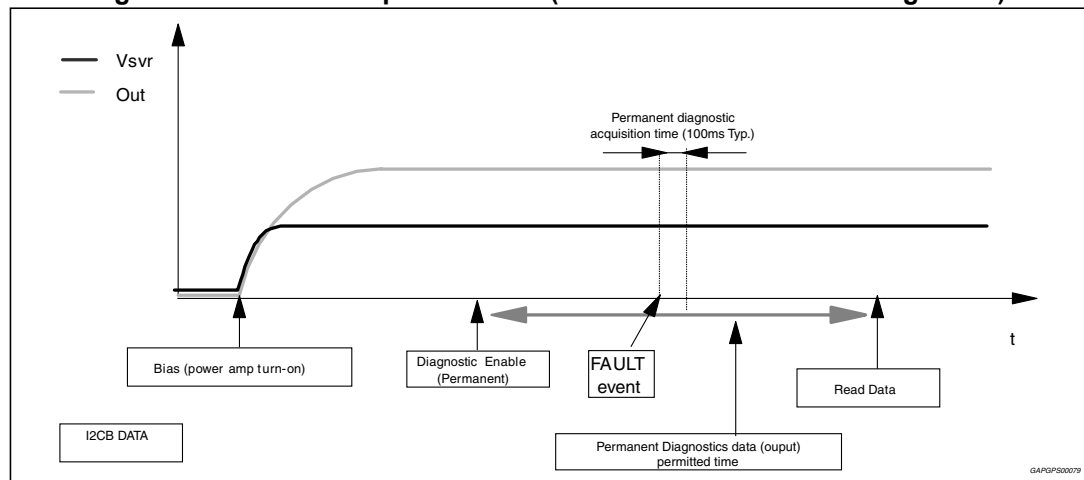 Vsvr
Out
Permanent diagnostic
acquisition time (100ms Typ.)
t
Bias (power amp turn-on)
Diagnostic Enable
(Permanent)
FAULT
event
Read Data
I2CB DATA
Permanent Diagnostics data (ouput)
permitted time
GAPGPS00079